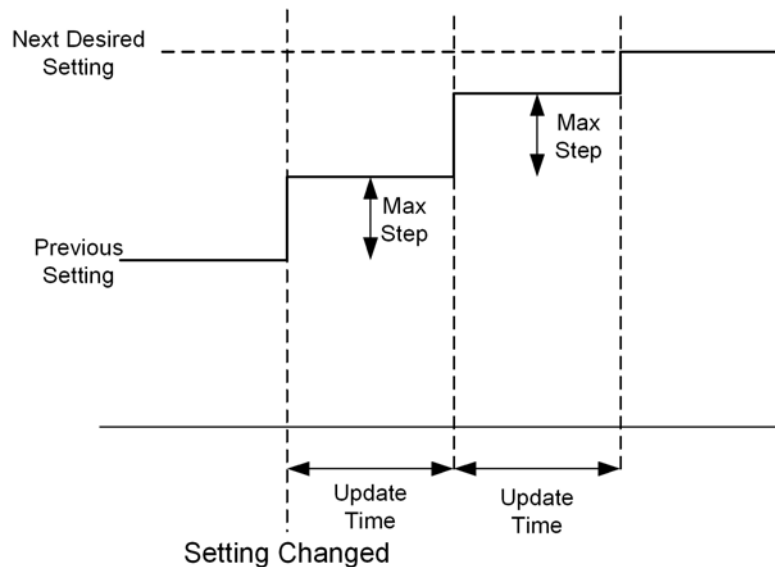 Next Desired
Setting
Max
Step
Max
Step
Previous
Setting
Update
Time
Update
Time
Setting Changed